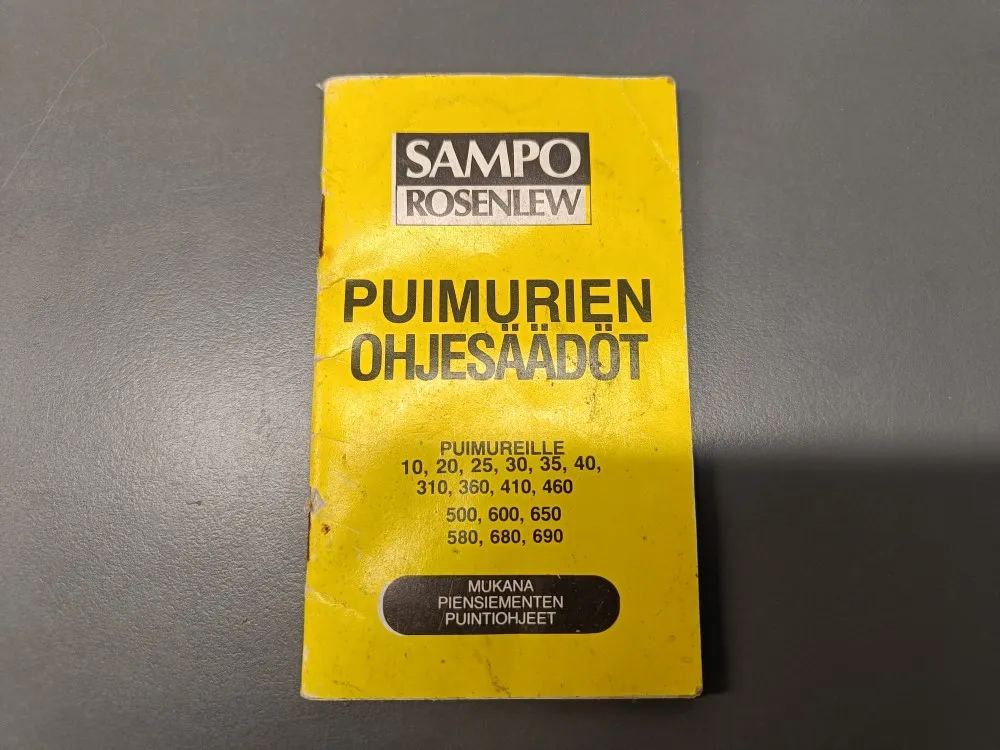 SAMPO
ROSENLEW
PUIMURIEN
OHJESÄÄDÖT
PUIMUREILLE
10, 20, 25, 30, 35, 40,
310, 360, 410, 460
500, 600, 650
580, 680, 690
MUKANA
PIENSIEMENTEN
PUINTIOHJEET